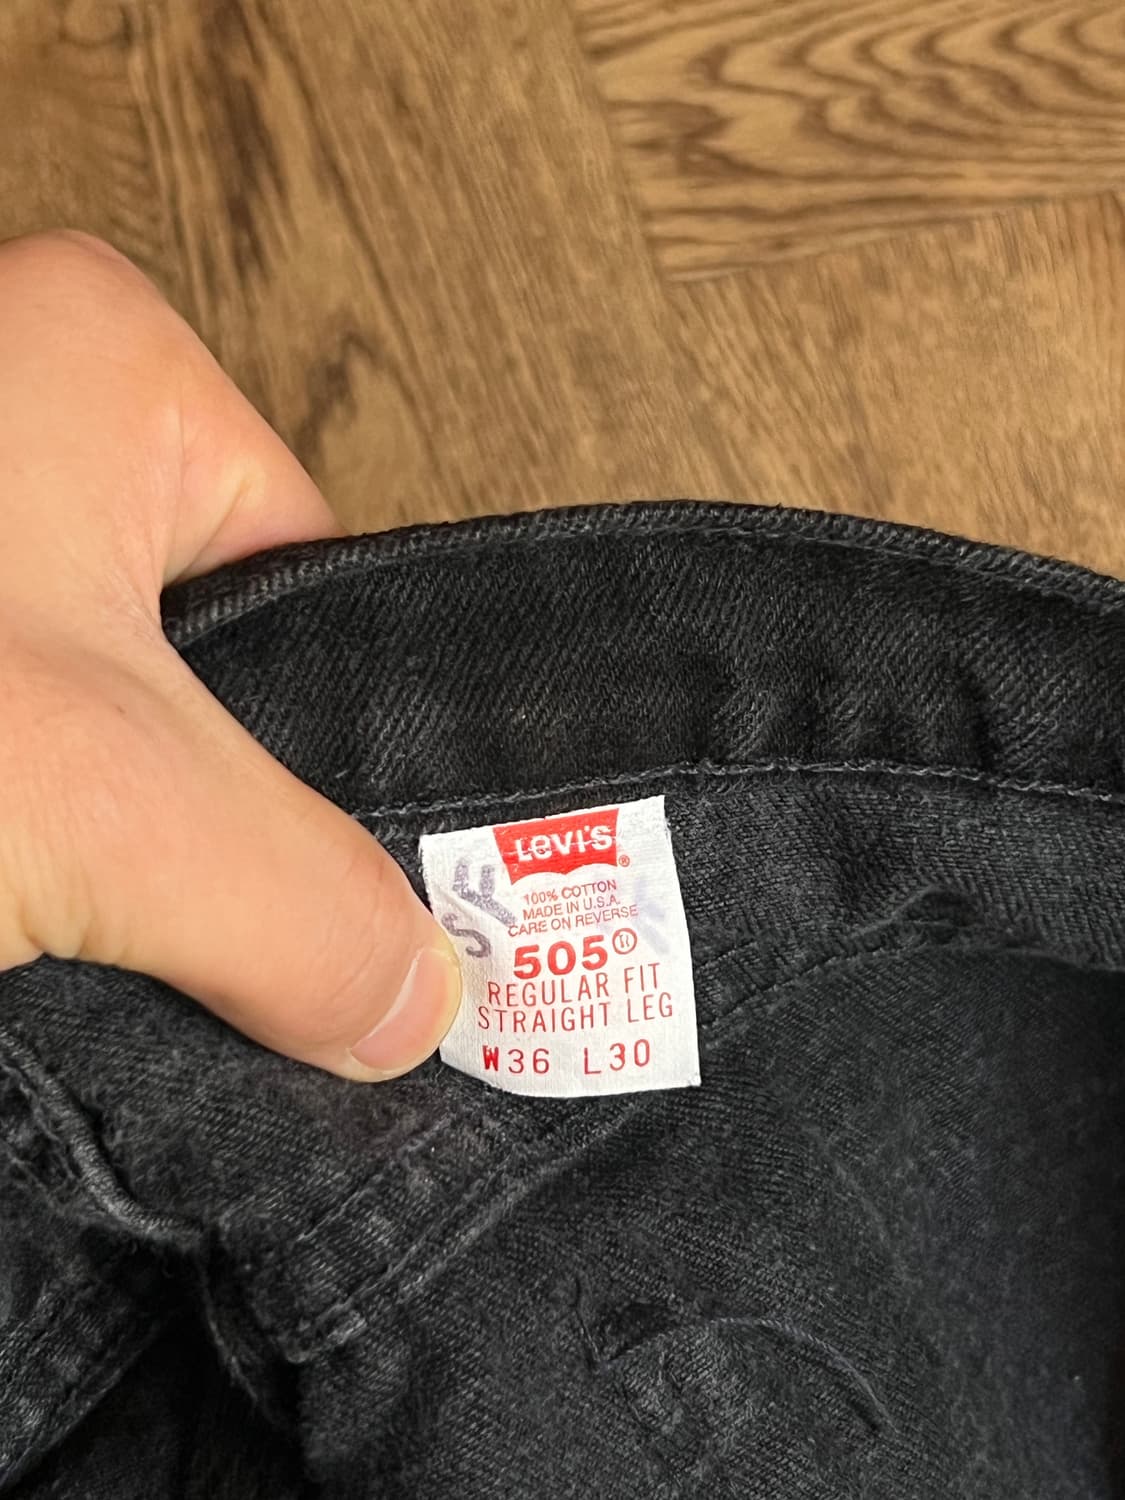 LEVI'S®
100% COTTON
MADE IN U.S.A.
CARE ON REVERSE
505®
REGULAR FIT
STRAIGHT LEG
W36 L30